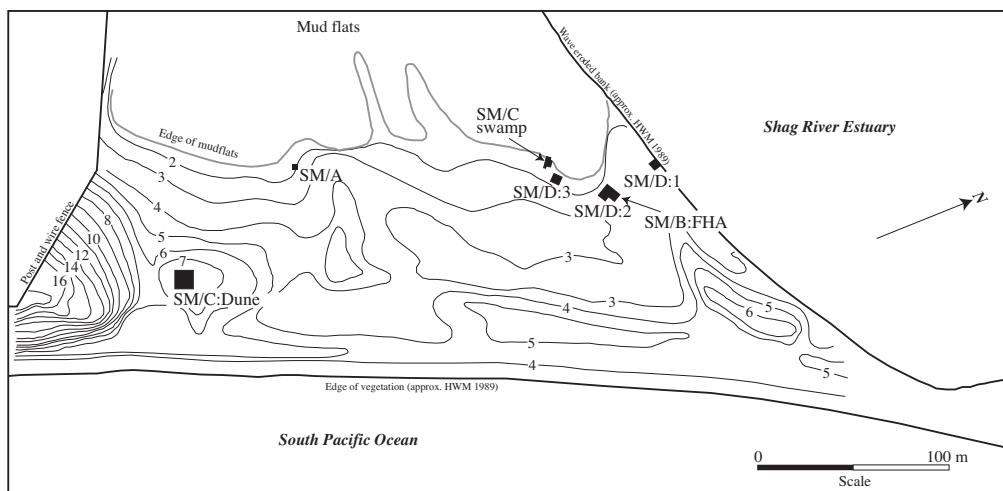 Mud flats
Wave eroded bank (approx. HWM 1989)
Shag River Estuary
SM/C
swamp
Edge of mudflats
2
3
SM/A
SM/D:3
SM/D:1
SM/D:2
SM/B:FHA
N
4
5
6
7
Post and wire fence
8
10
12
14
16
SM/C:Dune
3
3
4
5
4
5
6
5
Edge of vegetation (approx. HWM 1989)
South Pacific Ocean
0
100 m
Scale